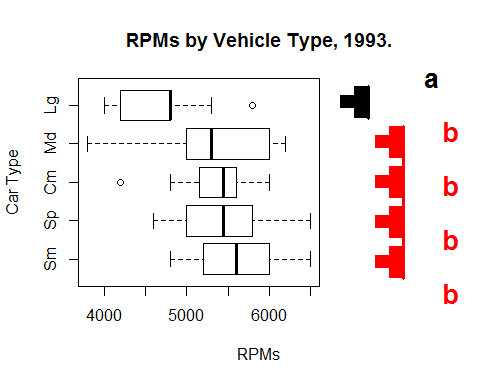 RPMs by Vehicle Type, 1993.
a
Lg
b
Md
b
Cm
Car Type
Sp
b
Sm
b
4000 5000 6000
RPMs